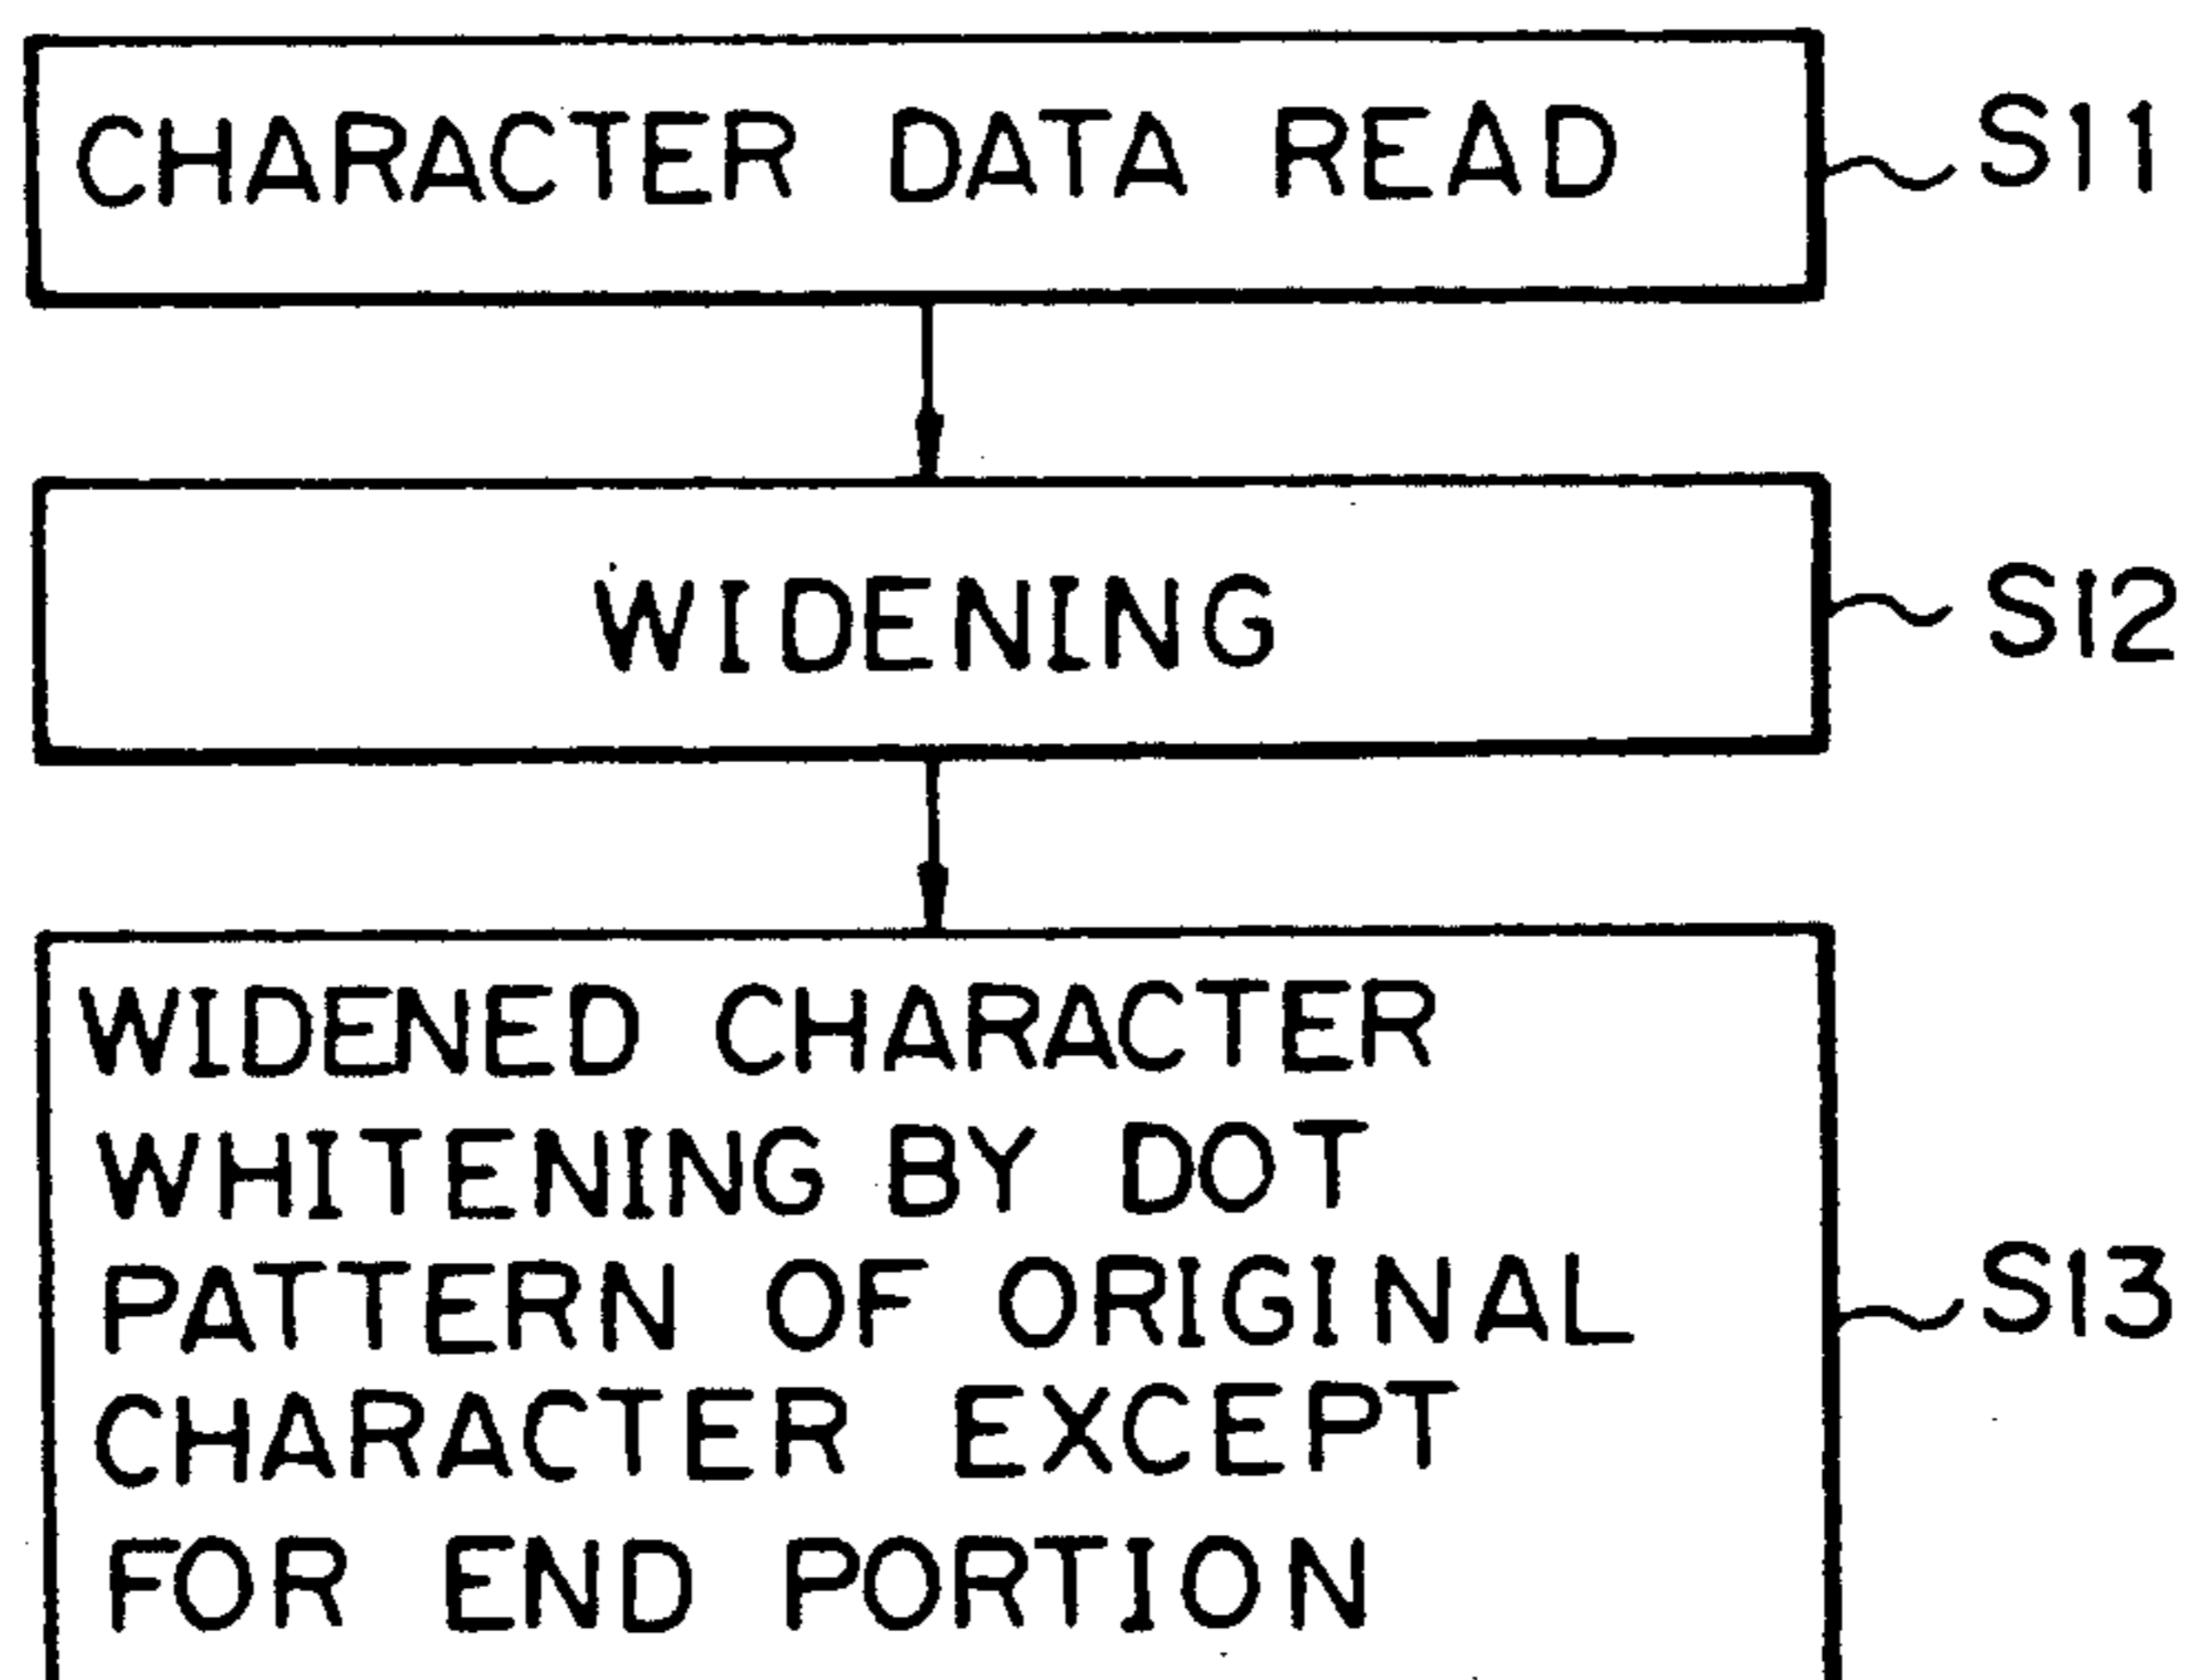 CHARACTER DATA READ S11
WIDENING S12
WIDENED CHARACTER
WHITENING BY DOT
PATTERN OF ORIGINAL S13
CHARACTER EXCEPT
FOR END PORTION